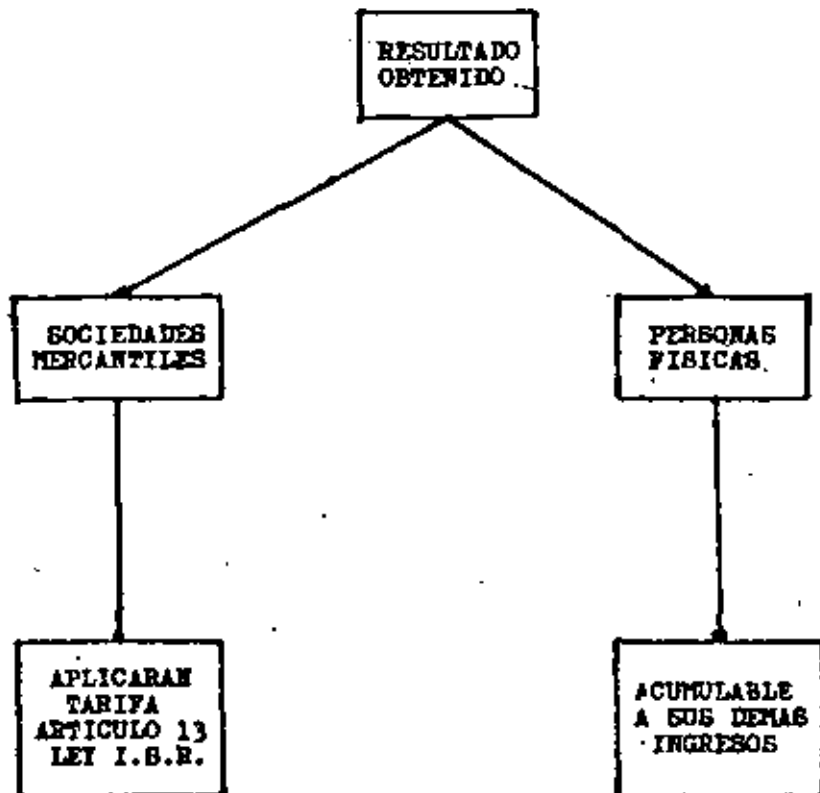 RESULTADO
OBTENIDO
SOCIEDADES
MERCANTILES
PERSONAS
FISICAS
APLICARAN
TARIFA
ARTICULO 13
LEY I.S.R.
ACUMULABLE
A SUS DEMAS
INGRESOS